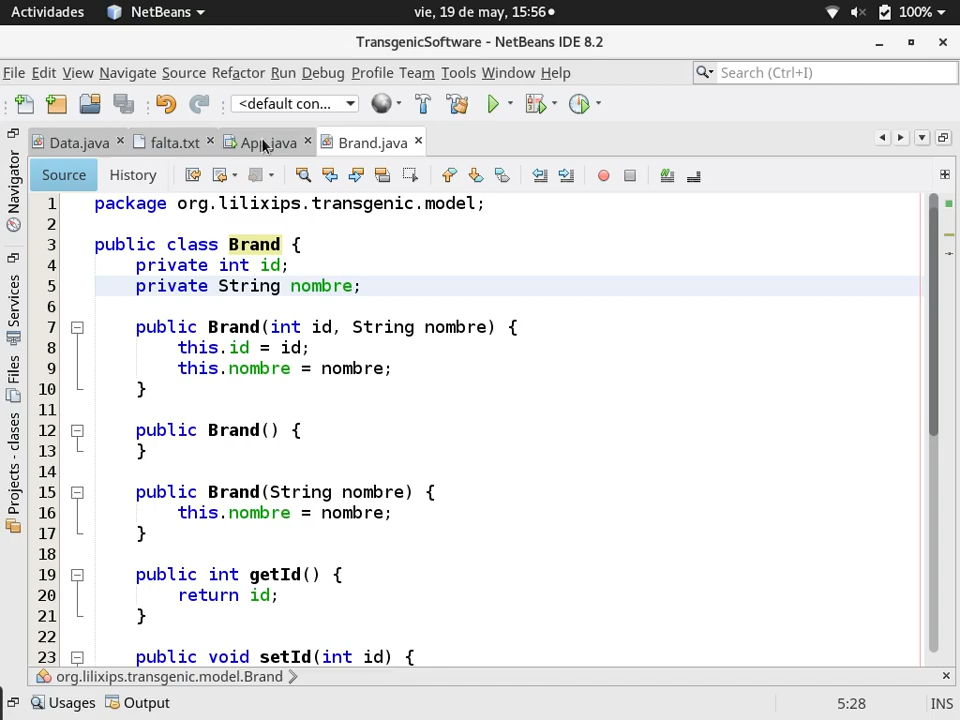 Actividades NetBeans vie, 19 de may, 15:56 100%
TransgenicSoftware - NetBeans IDE 8.2
File Edit View Navigate Source Refactor Run Debug Profile Team Tools Window Help Search (Ctrl+I)
<default con...
Data.java falta.txt App.java Brand.java
Source History
Navigator
Services
Files
Projects - clases
1 package org.lilixips.transgenic.model;
2
3 public class Brand {
4 private int id;
5 private String nombre;
6
7 public Brand(int id, String nombre) {
8 this.id = id;
9 this.nombre = nombre;
10 }
11
12 public Brand() {
13 }
14
15 public Brand(String nombre) {
16 this.nombre = nombre;
17 }
18
19 public int getId() {
20 return id;
21 }
22
23 public void setId(int id) {
org.lilixips.transgenic.model.Brand
Usages Output 5:28 INS